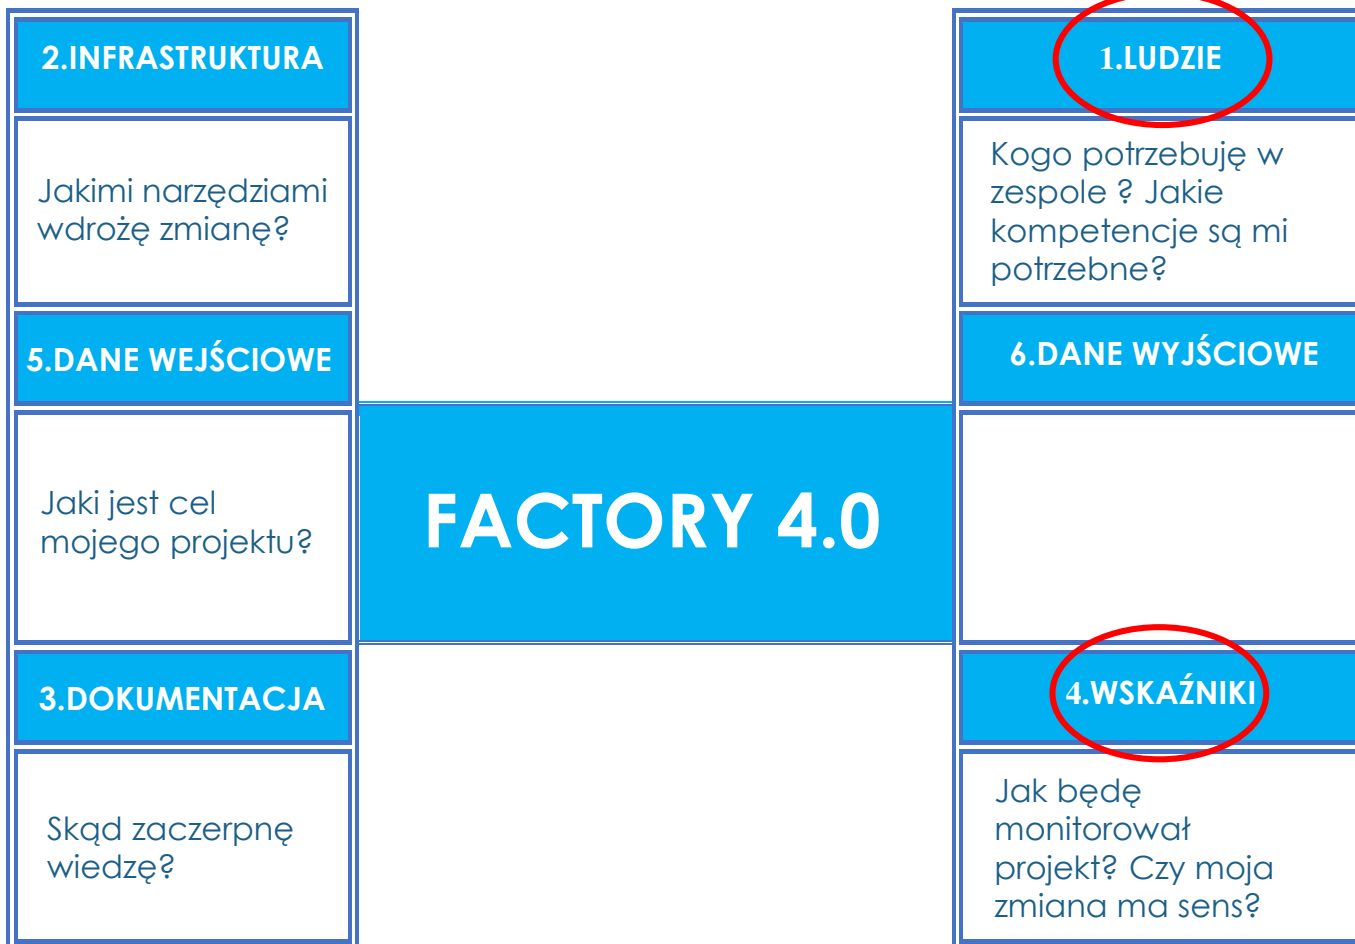 2.INFRASTRUKTURA
Jakimi narzędziami
wdrożę zmianę?
5.DANE WEJŚCIOWE
Jaki jest cel
mojego projektu?
3.DOKUMENTACJA
Skąd zaczerpnę
wiedzę?
FACTORY 4.0
1.LUDZIE
Kogo potrzebuję w
zespole ? Jakie
kompetencje są mi
potrzebne?
6.DANE WYJŚCIOWE
4.WSKAŹNIKI
Jak będę
monitorował
projekt? Czy moja
zmiana ma sens?